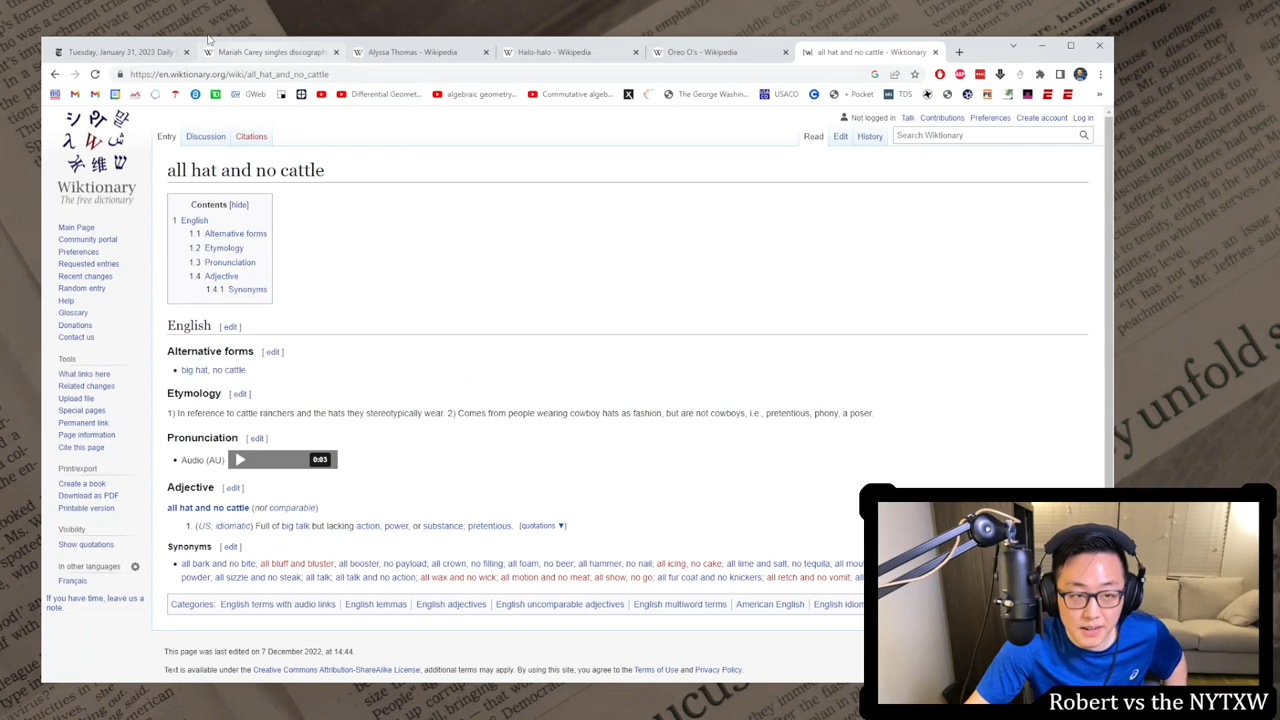 Tuesday, January 31, 2023 Daily
Mariah Carey singles discograph
Alyssa Thomas - Wikipedia
Halo-halo - Wikipedia
Oreo O's - Wikipedia
all hat and no cattle - Wiktionary
https://en.wiktionary.org/wiki/all_hat_and_no_cattle
GWeb
Differential Geomet...
algebraic geometry...
Commutative algeb...
The George Washin...
USACO
+ Pocket
TDS
Not logged in Talk Contributions Preferences Create account Log in
Entry Discussion Citations
Read Edit History Search Wiktionary
Wiktionary
The free dictionary
Main Page
Community portal
Preferences
Requested entries
Recent changes
Random entry
Help
Glossary
Donations
Contact us
Tools
What links here
Related changes
Upload file
Special pages
Permanent link
Page information
Cite this page
Print/export
Create a book
Download as PDF
Printable version
Visibility
Show quotations
In other languages
Français
If you have time, leave us a
note.
all hat and no cattle
Contents [hide]
1 English
1.1 Alternative forms
1.2 Etymology
1.3 Pronunciation
1.4 Adjective
1.4.1 Synonyms
English [ edit ]
Alternative forms [ edit ]
• big hat, no cattle
Etymology [ edit ]
1) In reference to cattle ranchers and the hats they stereotypically wear. 2) Comes from people wearing cowboy hats as fashion, but are not cowboys, i.e., pretentious, phony, a poser.
Pronunciation [ edit ]
• Audio (AU) 0:03
Adjective [ edit ]
all hat and no cattle (not comparable)
1. (US, idiomatic) Full of big talk but lacking action, power, or substance; pretentious. [quotations ▼]
Synonyms [ edit ]
• all bark and no bite; all bluff and bluster; all booster, no payload; all crown, no filling; all foam, no beer; all hammer, no nail; all icing, no cake; all lime and salt, no tequila; all mou
powder; all sizzle and no steak; all talk; all talk and no action; all wax and no wick; all motion and no meat; all show, no go; all fur coat and no knickers; all retch and no vomit; all
Categories: English terms with audio links | English lemmas | English adjectives | English uncomparable adjectives | English multiword terms | American English | English idiom
This page was last edited on 7 December 2022, at 14:44.
Text is available under the Creative Commons Attribution-ShareAlike License; additional terms may apply. By using this site, you agree to the Terms of Use and Privacy Policy.
Robert vs the NYTXW